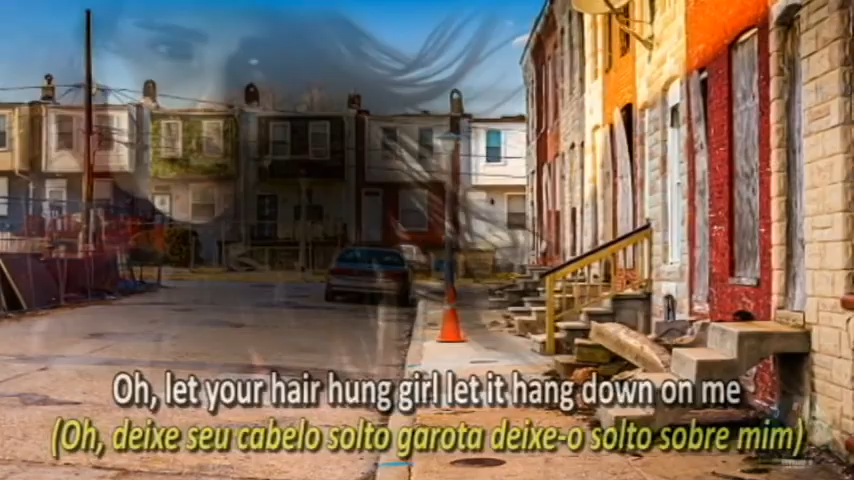 Oh, let your hair hung girl let it hang down on me
(Oh, deixe seu cabelo solto garota deixe-o solto sobre mim)